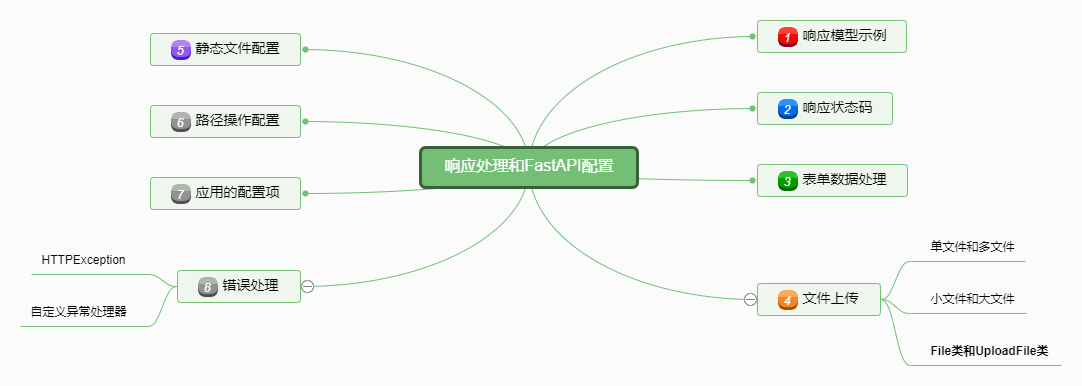 响应处理和FastAPI配置
1 响应模型示例
2 响应状态码
3 表单数据处理
4 文件上传
单文件和多文件
小文件和大文件
File类和UploadFile类
5 静态文件配置
6 路径操作配置
7 应用的配置项
8 错误处理
HTTPException
自定义异常处理器